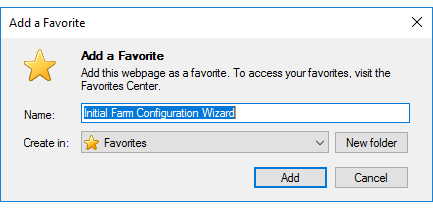 Add a Favorite
Add a Favorite
Add this webpage as a favorite. To access your favorites, visit the
Favorites Center.
Name: Initial Farm Configuration Wizard
Create in: Favorites New folder
Add Cancel